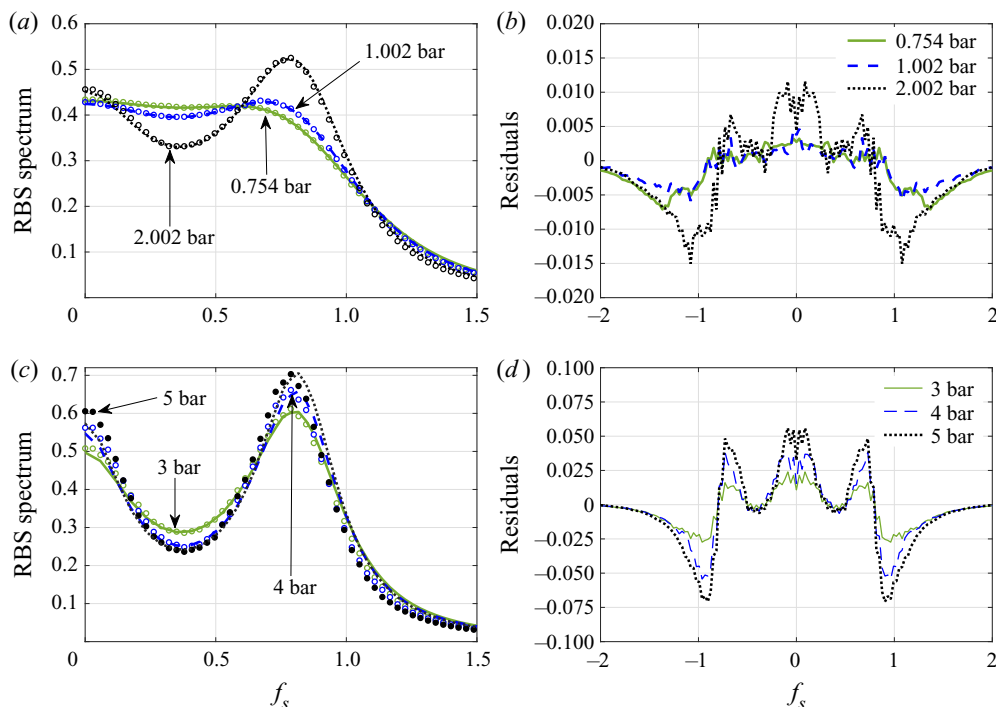 (a)
RBS spectrum
0.6
0.5
0.4
0.3
0.2
0.1
0
0.5
1.0
1.5
1.002 bar
0.754 bar
2.002 bar
(b)
Residuals
0.020
0.015
0.010
0.005
0
−0.005
−0.010
−0.015
−0.020
−2
−1
0
1
2
0.754 bar
1.002 bar
2.002 bar
(c)
RBS spectrum
0.7
0.6
0.5
0.4
0.3
0.2
0.1
0
0.5
1.0
1.5
5 bar
3 bar
4 bar
fs
(d)
Residuals
0.100
0.075
0.050
0.025
0
−0.025
−0.050
−0.075
−0.100
−2
−1
0
1
2
3 bar
4 bar
5 bar
fs